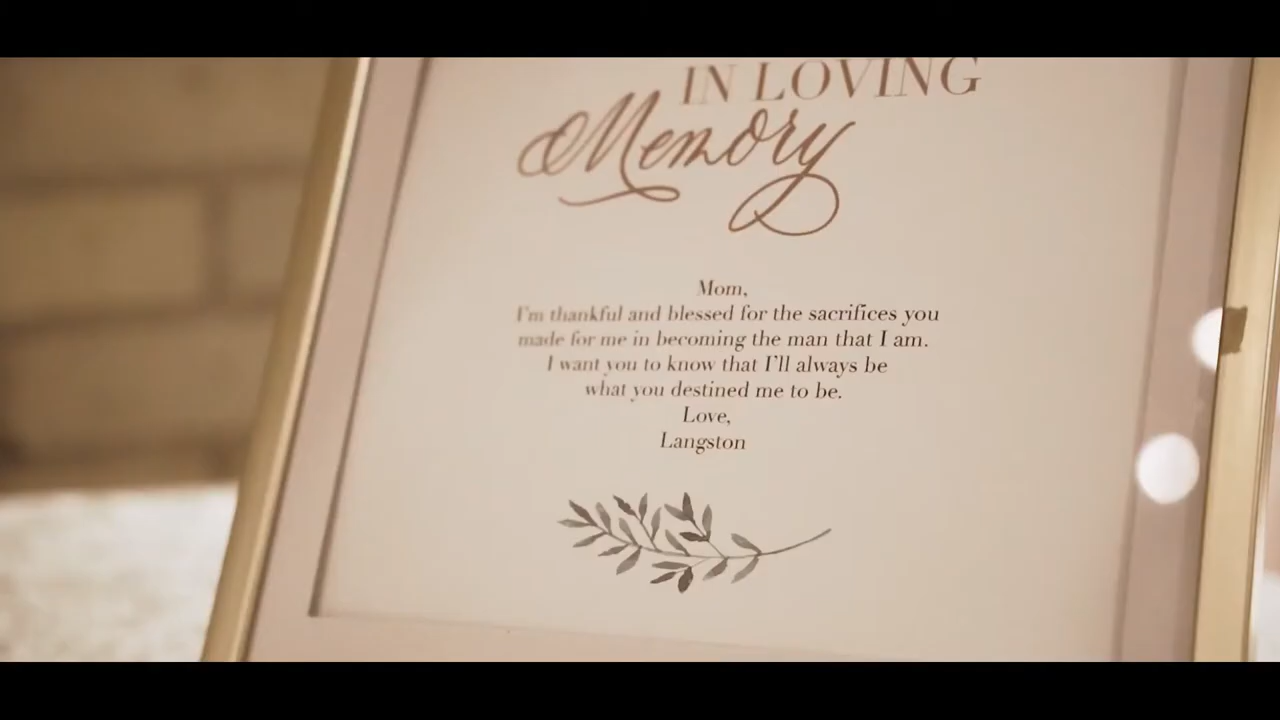 IN LOVING
Memory
Mom,
I'm thankful and blessed for the sacrifices you
made for me in becoming the man that I am.
I want you to know that I'll always be
what you destined me to be.
Love,
Langston